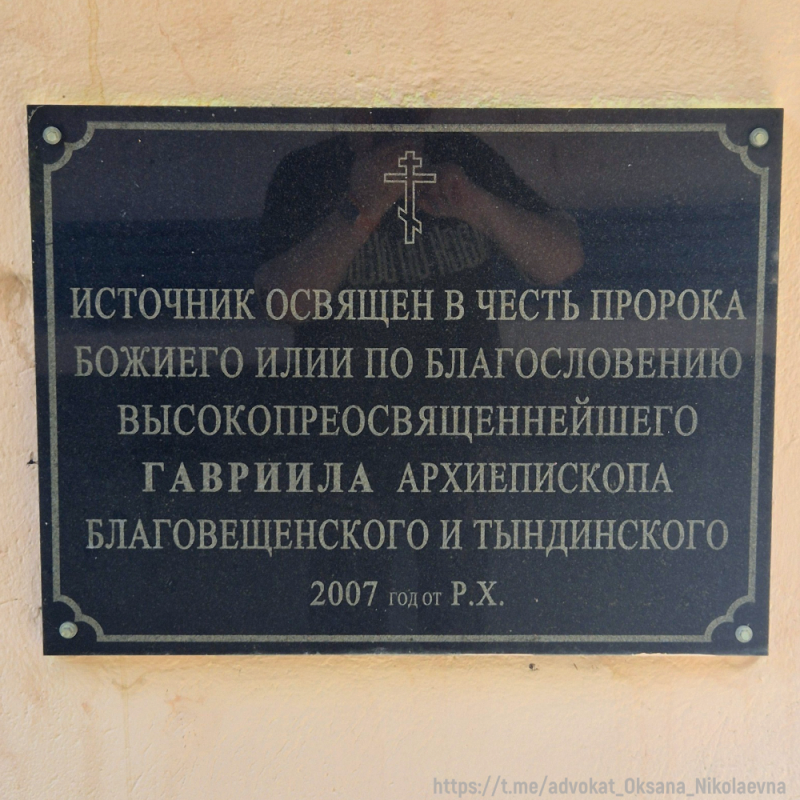 ИСТОЧНИК ОСВЯЩЕН В ЧЕСТЬ ПРОРОКА
БОЖИЕГО ИЛИИ ПО БЛАГОСЛОВЕНИЮ
ВЫСОКОПРЕОСВЯЩЕННЕЙШЕГО
ГАВРИИЛА АРХИЕПИСКОПА
БЛАГОВЕЩЕНСКОГО И ТЫНДИНСКОГО
2007 ГОД ОТ Р.Х.
https://t.me/advokat_Oksana_Nikolaevna